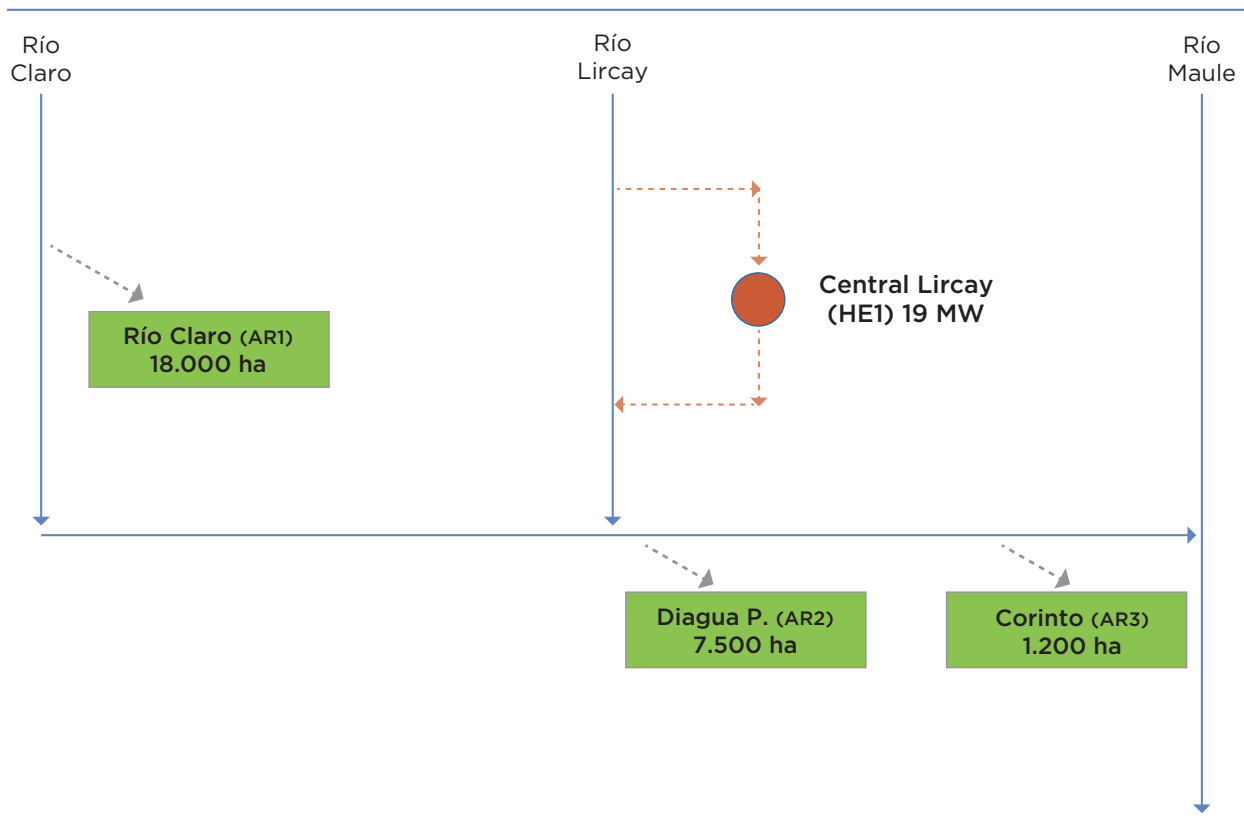 Río
Claro
Río
Lircay
Río
Maule
Central Lircay
(HE1) 19 MW
Río Claro (AR1)
18.000 ha
Diagua P. (AR2)
7.500 ha
Corinto (AR3)
1.200 ha